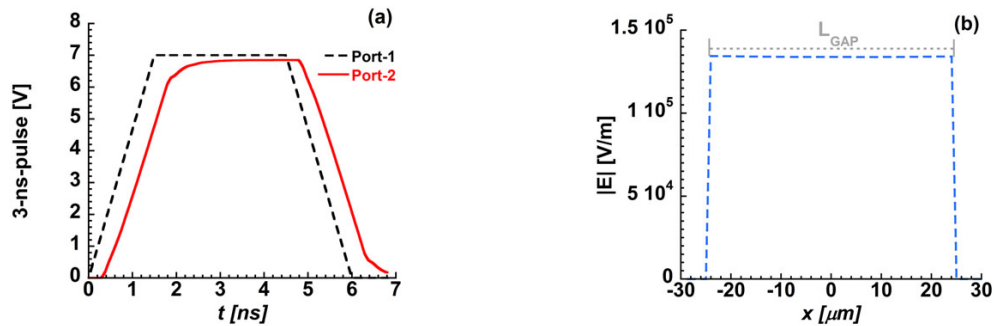 (a)
8
7
6
5
4
3
2
1
0
3-ns-pulse [V]
Port-1
Port-2
0 1 2 3 4 5 6 7
t [ns]
(b)
1.5 10⁵
1 10⁵
5 10⁴
0
|E| [V/m]
L_GAP
-30 -20 -10 0 10 20 30
x [μm]